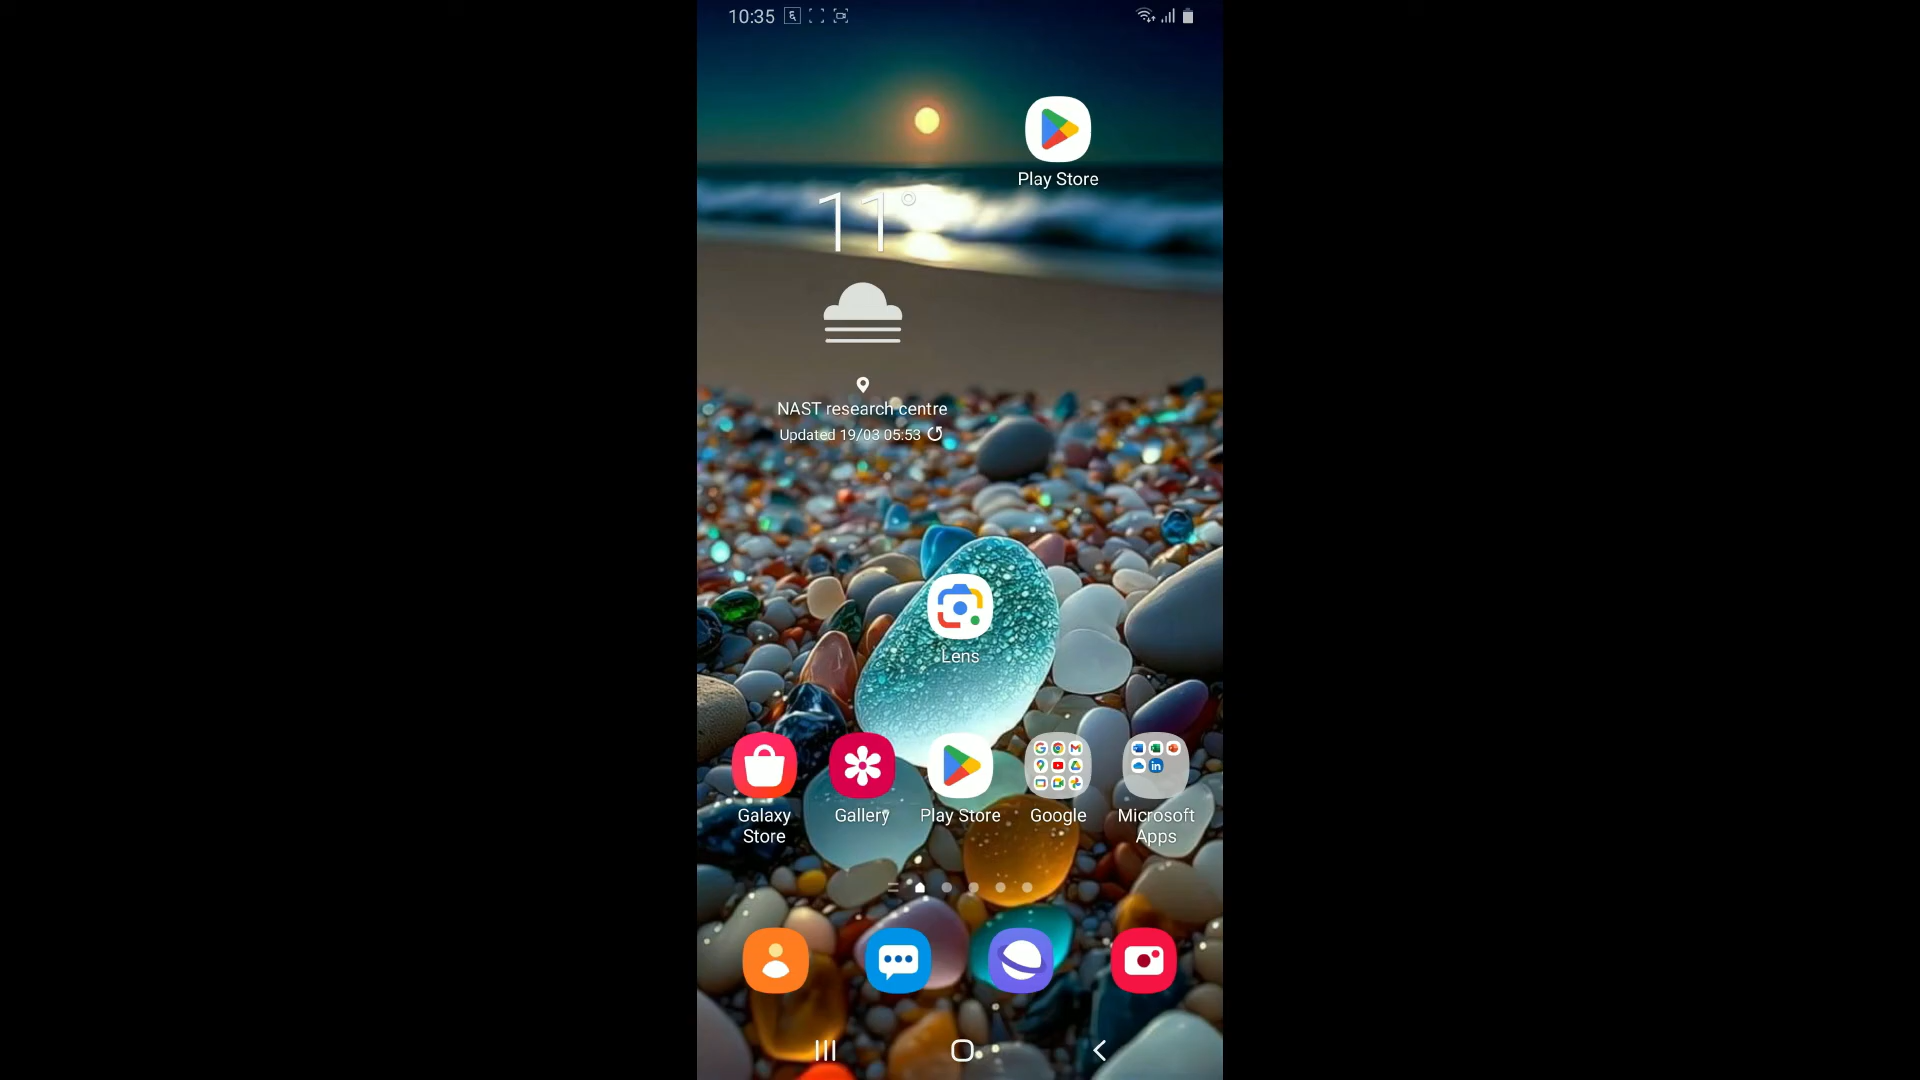 10:35
Play Store
11°
NAST research centre
Updated 19/03 05:53
Lens
Galaxy
Store
Gallery
Play Store
Google
Microsoft
Apps